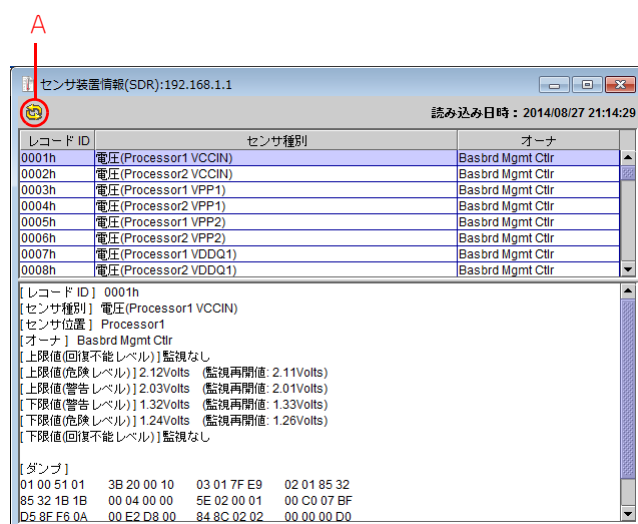 A
センサ装置情報(SDR):192.168.1.1
読み込み日時：2014/08/27 21:14:29
レコード ID センサ種別 オーナ
0001h 電圧(Processor1 VCCIN) Basbrd Mgmt Ctlr
0002h 電圧(Processor2 VCCIN) Basbrd Mgmt Ctlr
0003h 電圧(Processor1 VPP1) Basbrd Mgmt Ctlr
0004h 電圧(Processor2 VPP1) Basbrd Mgmt Ctlr
0005h 電圧(Processor1 VPP2) Basbrd Mgmt Ctlr
0006h 電圧(Processor2 VPP2) Basbrd Mgmt Ctlr
0007h 電圧(Processor1 VDDQ1) Basbrd Mgmt Ctlr
0008h 電圧(Processor2 VDDQ1) Basbrd Mgmt Ctlr
[レコード ID] 0001h
[センサ種別] 電圧(Processor1 VCCIN)
[センサ位置] Processor1
[オーナ] Basbrd Mgmt Ctlr
[上限値(回復不能レベル)]監視なし
[上限値(危険レベル)]2.12Volts (監視再開値: 2.11Volts)
[上限値(警告レベル)]2.03Volts (監視再開値: 2.01Volts)
[下限値(警告レベル)]1.32Volts (監視再開値: 1.33Volts)
[下限値(危険レベル)]1.24Volts (監視再開値: 1.26Volts)
[下限値(回復不能レベル)]監視なし
[ダンプ]
01 00 51 01 3B 20 00 10 03 01 7F E9 02 01 85 32
85 32 1B 1B 00 04 00 00 5E 02 00 01 00 C0 07 BF
D5 8F F6 0A 00 E2 D8 00 84 8C 02 02 00 00 00 D0